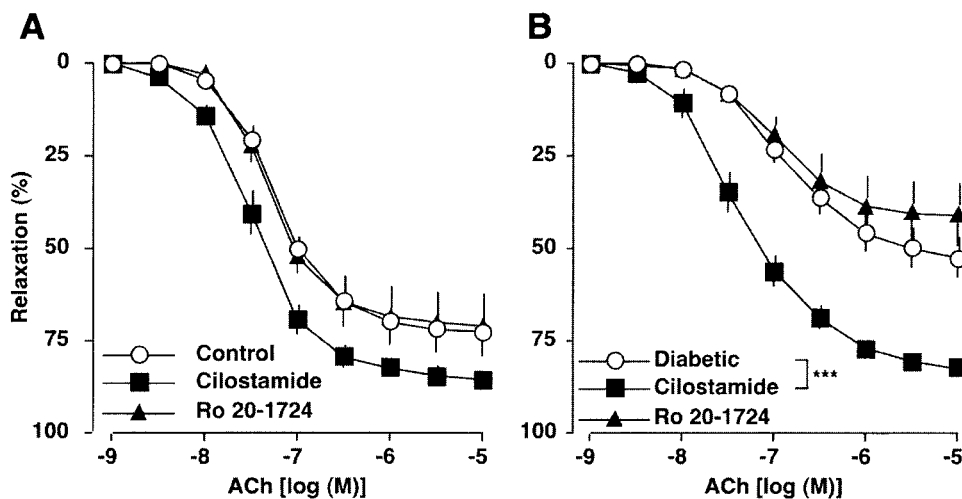 A
0
25
50
75
100
Relaxation (%)
Control
Cilostamide
Ro 20-1724
-9
-8
-7
-6
-5
ACh [log (M)]
B
0
25
50
75
100
Diabetic
Cilostamide
***
Ro 20-1724
-9
-8
-7
-6
-5
ACh [log (M)]